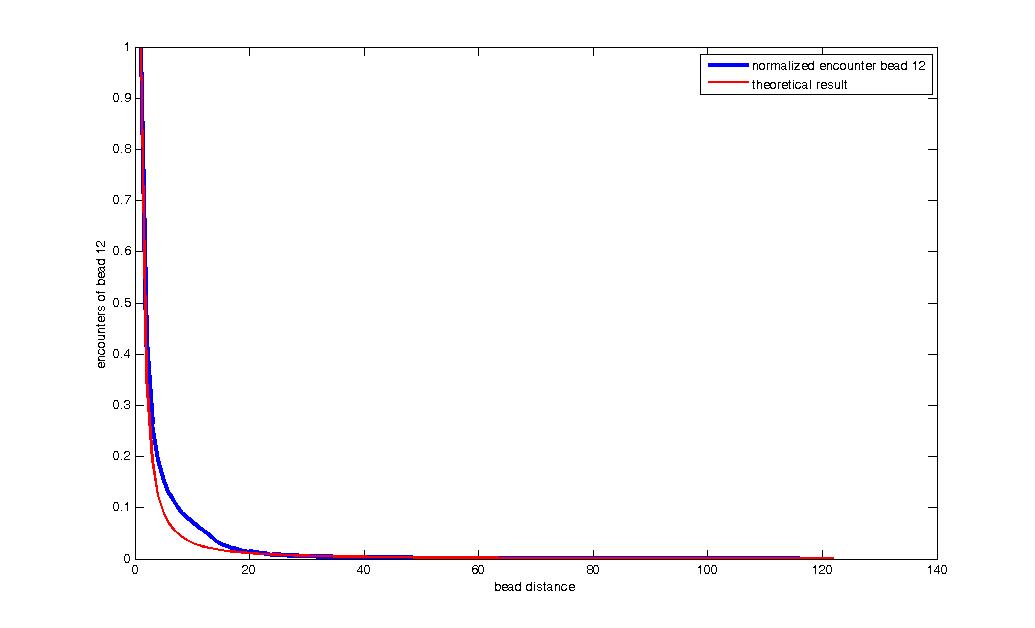 normalized encounter bead 12
theoretical result
1
0.9
0.8
0.7
0.6
0.5
0.4
0.3
0.2
0.1
0
encounters of bead 12
0 20 40 60 80 100 120 140
bead distance